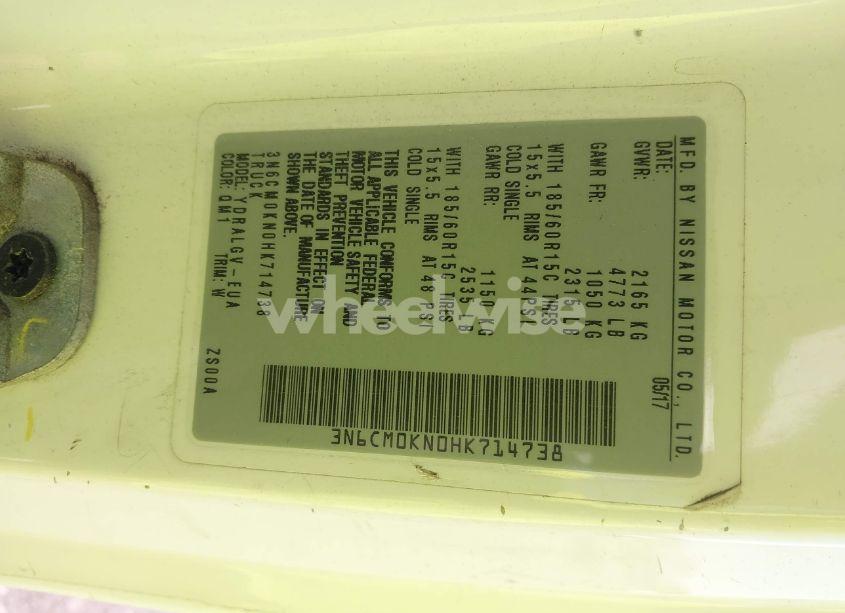 MFD. BY NISSAN MOTOR CO., LTD.
DATE: 05/17
GVWR: 2165 KG
4773 LB
GAWR FR: 1050 KG
2315 LB
WITH 185/60R15C TIRES
15x5.5 RIMS AT 44PSI
COLD SINGLE
GAWR RR: 1150 KG
2535 LB
WITH 185/60R15C TIRES
15x5.5 RIMS AT 48 PSI
COLD SINGLE
THIS VEHICLE CONFORMS TO
ALL APPLICABLE FEDERAL
MOTOR VEHICLE SAFETY AND
THEFT PREVENTION
STANDARDS IN EFFECT ON
THE DATE OF MANUFACTURE
SHOWN ABOVE.
3N6CM0KN0HK714738
TRUCK
MODEL: YDRALGV-EUA
COLOR: QM1 TRIM: W
ZS00A
3N6CM0KN0HK714738
wheelwise